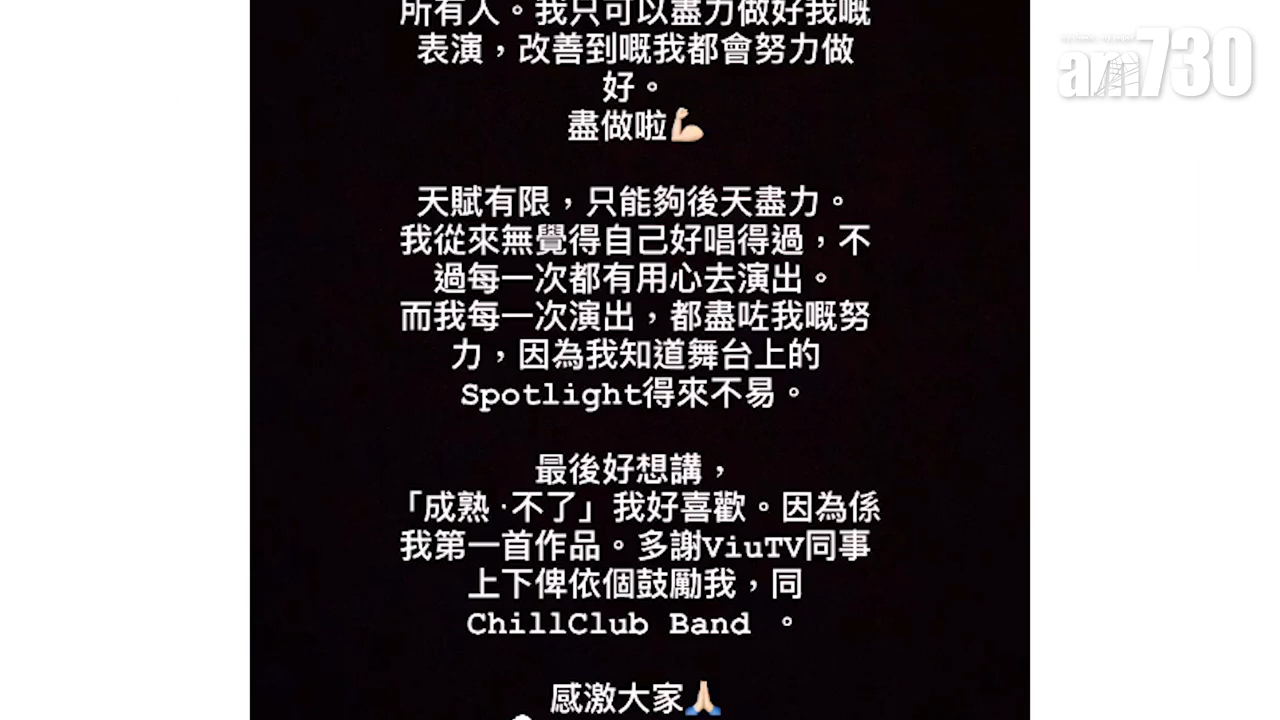 所有人。我只可以盡力做好我嘅
表演，改善到嘅我都會努力做
好。
盡做啦💪🏻
天賦有限，只能夠後天盡力。
我從來無覺得自己好唱得過，不
過每一次都有用心去演出。
而我每一次演出，都盡咗我嘅努
力，因為我知道舞台上的
Spotlight得來不易。
最後好想講，
「成熟·不了」我好喜歡。因為係
我第一首作品。多謝ViuTV同事
上下俾依個鼓勵我，同
ChillClub Band 。
感激大家🙏🏻
am730